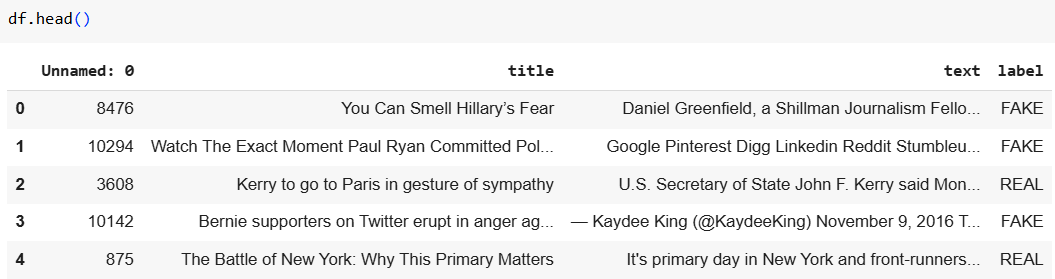 df.head()
Unnamed: 0 title text label
0 8476 You Can Smell Hillary’s Fear Daniel Greenfield, a Shillman Journalism Fello... FAKE
1 10294 Watch The Exact Moment Paul Ryan Committed Pol... Google Pinterest Digg Linkedin Reddit Stumbleu... FAKE
2 3608 Kerry to go to Paris in gesture of sympathy U.S. Secretary of State John F. Kerry said Mon... REAL
3 10142 Bernie supporters on Twitter erupt in anger ag... — Kaydee King (@KaydeeKing) November 9, 2016 T... FAKE
4 875 The Battle of New York: Why This Primary Matters It's primary day in New York and front-runners... REAL